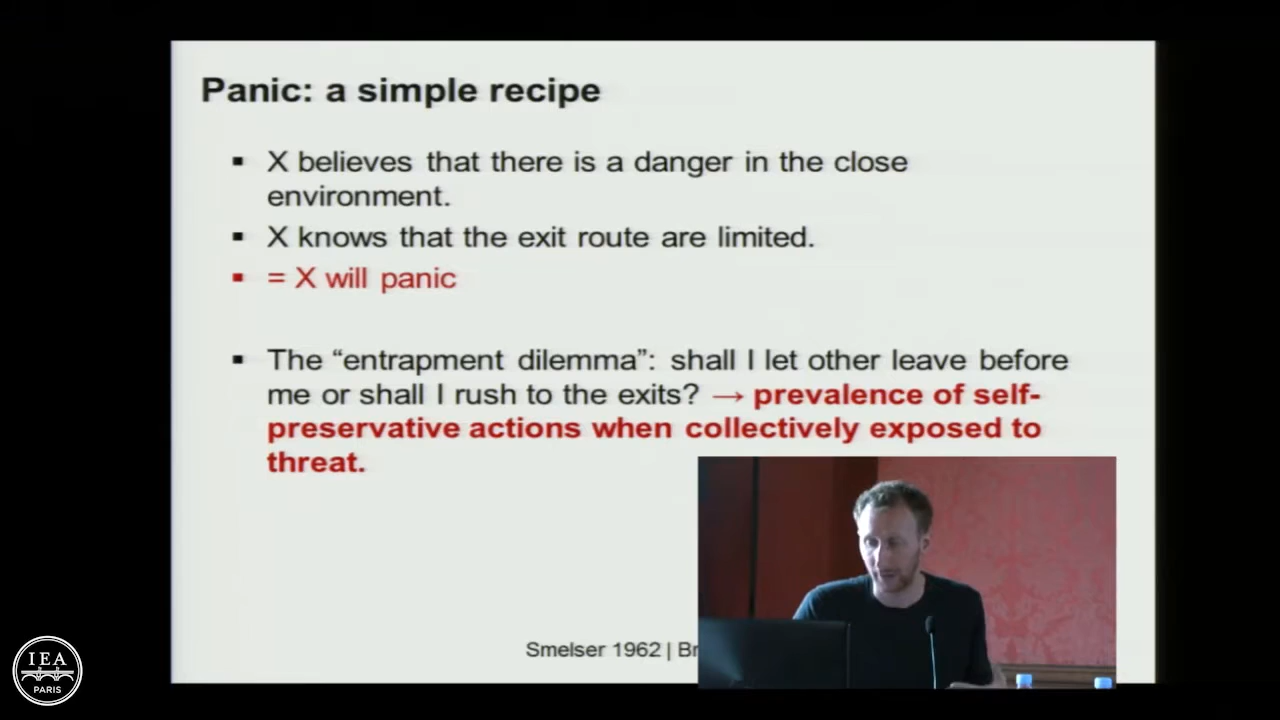 Panic: a simple recipe
▪ X believes that there is a danger in the close
environment.
▪ X knows that the exit route are limited.
▪ = X will panic
▪ The “entrapment dilemma”: shall I let other leave before
me or shall I rush to the exits? → prevalence of self-
preservative actions when collectively exposed to
threat.
Smelser 1962 |
IEA
PARIS